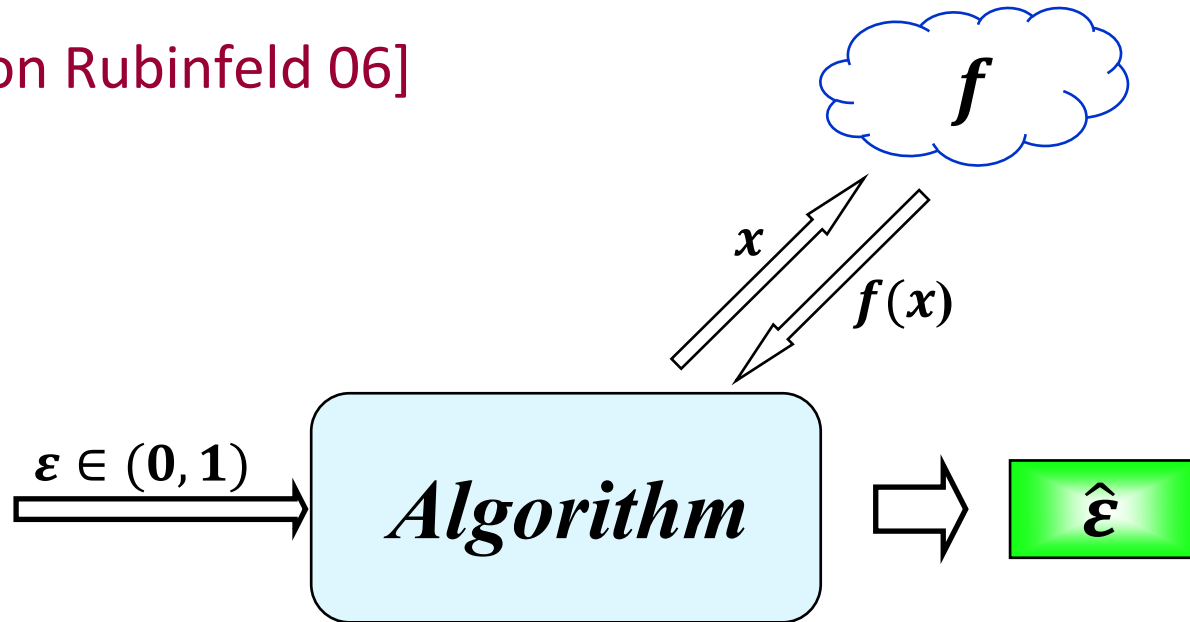 on Rubinfeld 06]
f
x
f(x)
ε ∈ (0, 1)
Algorithm
ε̂